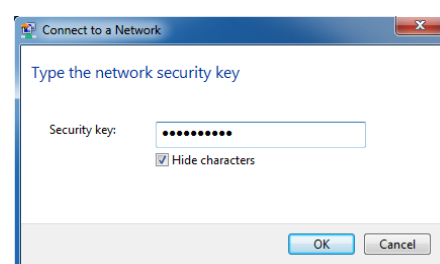 Connect to a Network
Type the network security key
Security key:
••••••••••
Hide characters
OK
Cancel